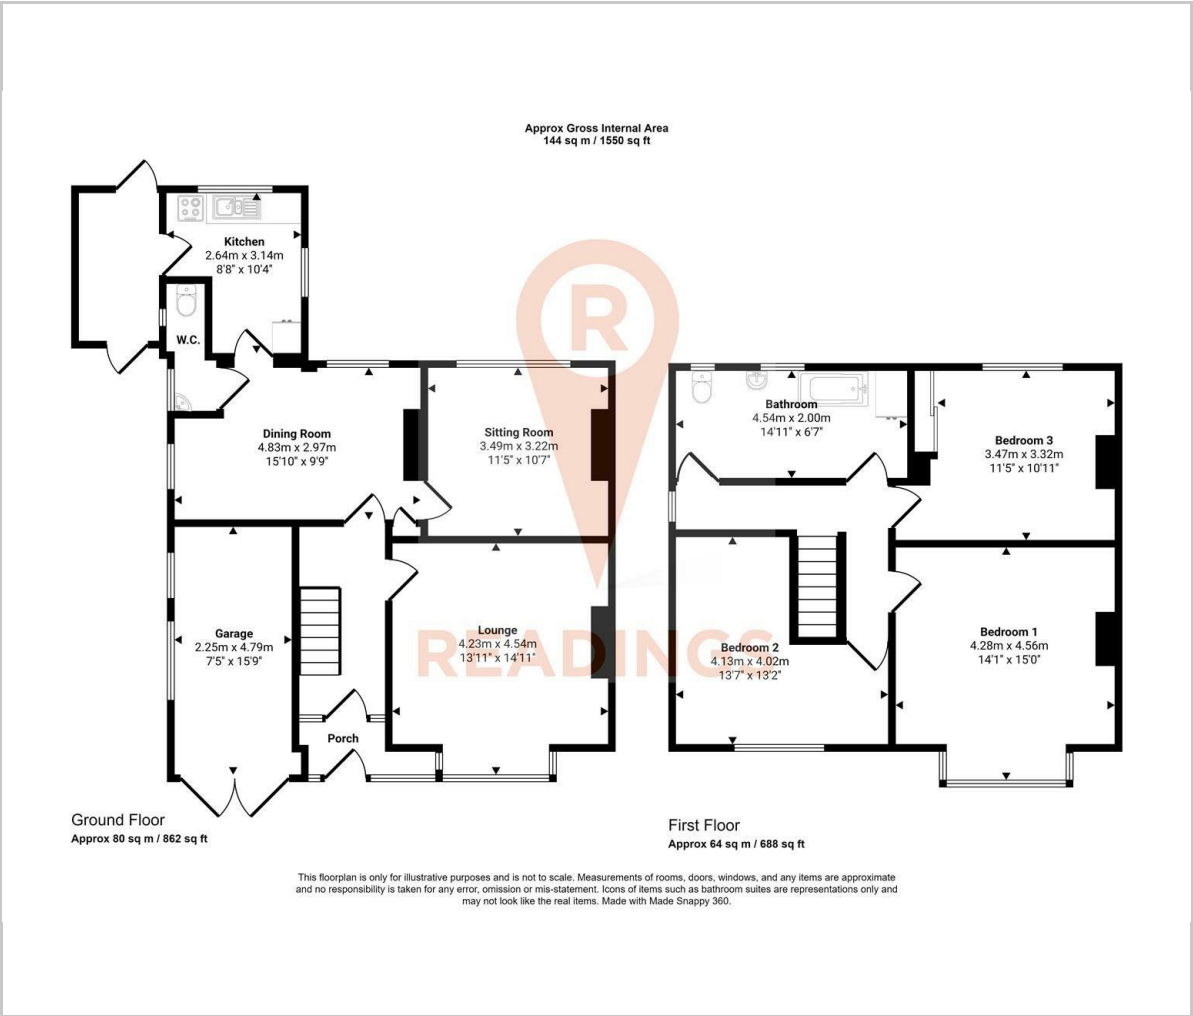 Approx Gross Internal Area
144 sq m / 1550 sq ft
Kitchen
2.64m x 3.14m
8'8" x 10'4"
W.C.
Dining Room
4.83m x 2.97m
15'10" x 9'9"
Sitting Room
3.49m x 3.22m
11'5" x 10'7"
Garage
2.25m x 4.79m
7'5" x 15'9"
Lounge
4.23m x 4.54m
13'11" x 14'11"
Porch
Ground Floor
Approx 80 sq m / 862 sq ft
Bathroom
4.54m x 2.00m
14'11" x 6'7"
Bedroom 3
3.47m x 3.32m
11'5" x 10'11"
Bedroom 2
4.13m x 4.02m
13'7" x 13'2"
Bedroom 1
4.28m x 4.56m
14'1" x 15'0"
First Floor
Approx 64 sq m / 688 sq ft
R
READINGS
This floorplan is only for illustrative purposes and is not to scale. Measurements of rooms, doors, windows, and any items are approximate
and no responsibility is taken for any error, omission or mis-statement. Icons of items such as bathroom suites are representations only and
may not look like the real items. Made with Made Snappy 360.